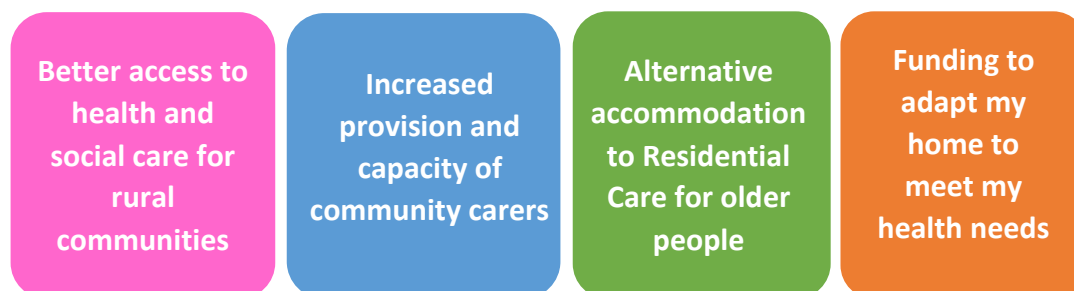 Better access to
health and
social care for
rural
communities
Increased
provision and
capacity of
community carers
Alternative
accommodation
to Residential
Care for older
people
Funding to
adapt my
home to
meet my
health needs